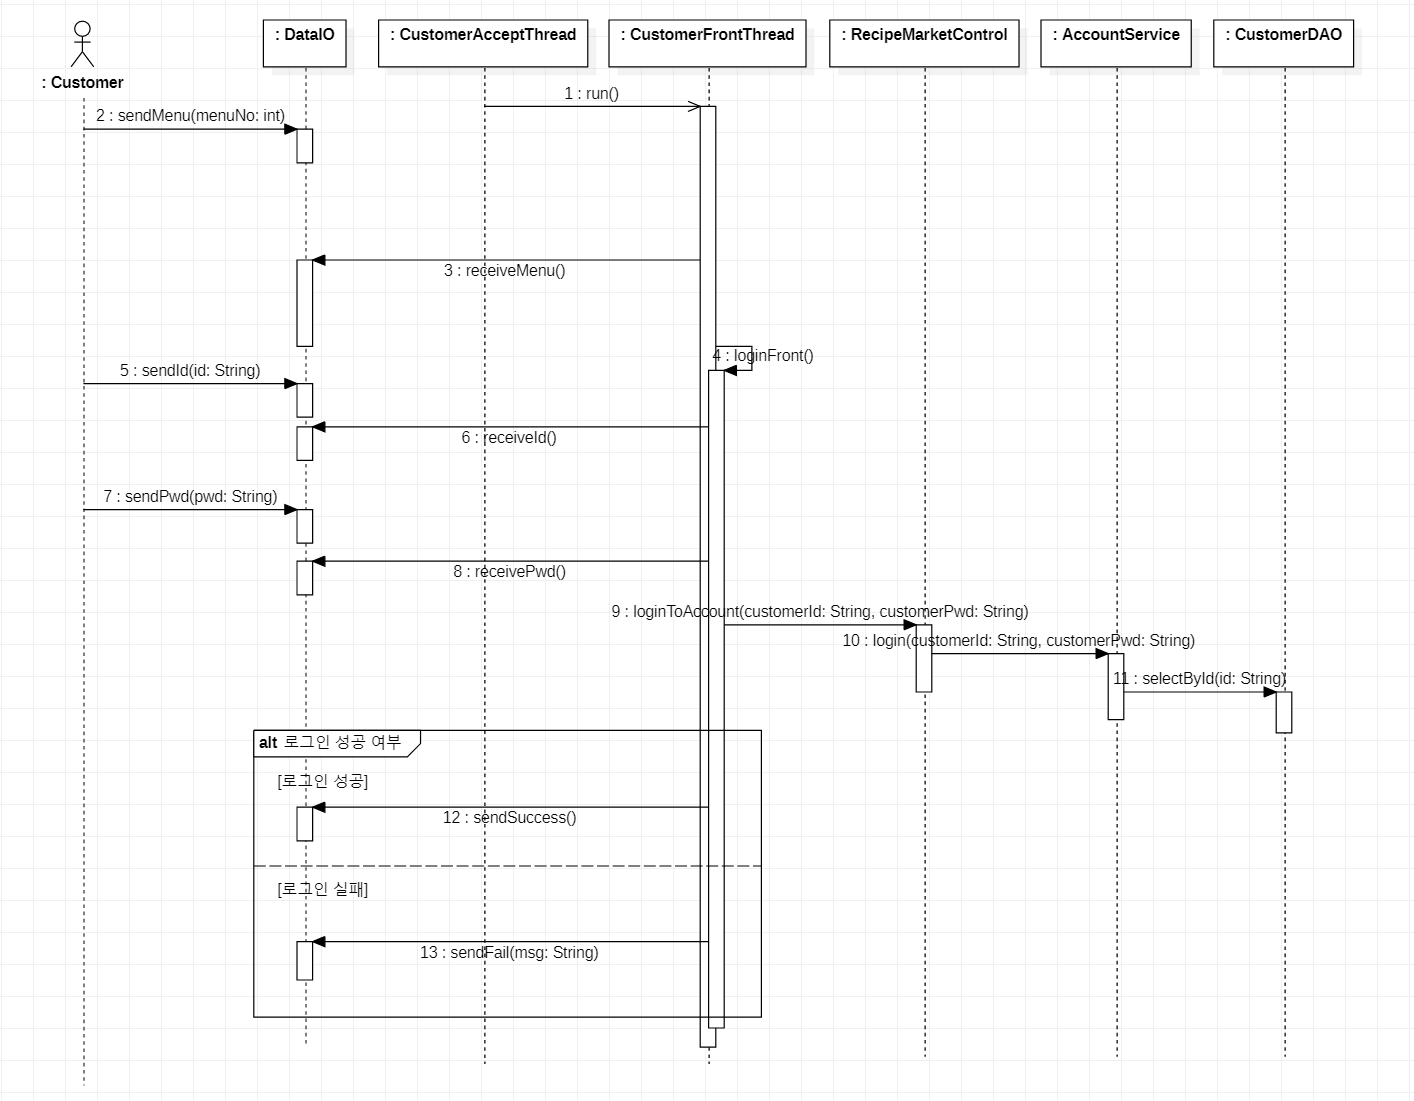 : Customer
: DataIO
: CustomerAcceptThread
: CustomerFrontThread
: RecipeMarketControl
: AccountService
: CustomerDAO
1 : run()
2 : sendMenu(menuNo: int)
3 : receiveMenu()
4 : loginFront()
5 : sendId(id: String)
6 : receiveId()
7 : sendPwd(pwd: String)
8 : receivePwd()
9 : loginToAccount(customerId: String, customerPwd: String)
10 : login(customerId: String, customerPwd: String)
11 : selectById(id: String)
alt 로그인 성공 여부
[로그인 성공]
12 : sendSuccess()
[로그인 실패]
13 : sendFail(msg: String)